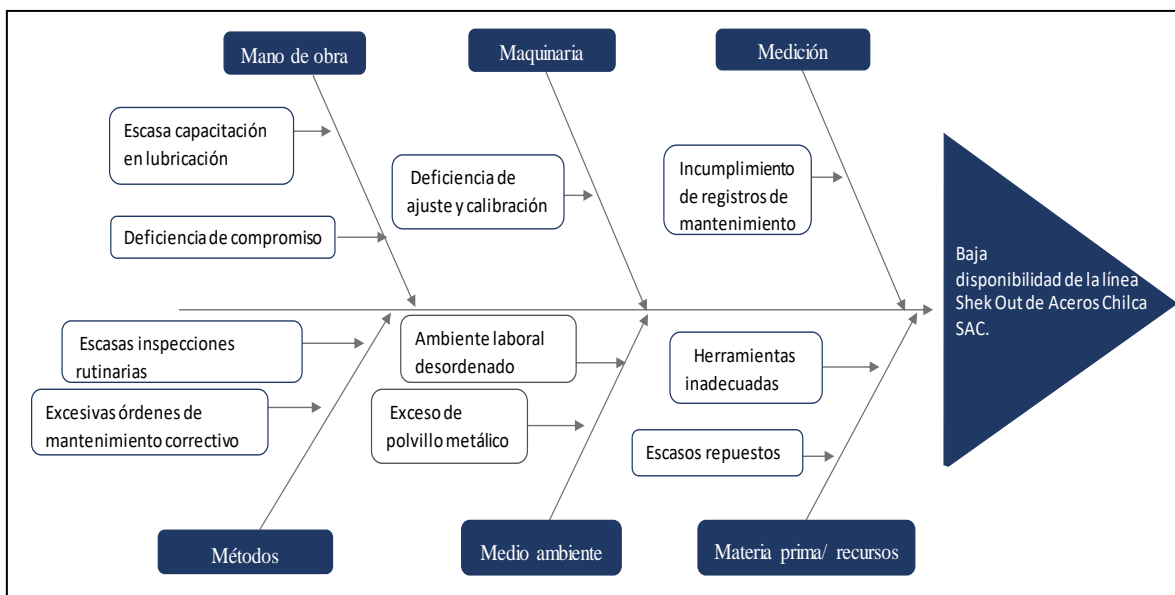 Mano de obra
Maquinaria
Medición
Escasa capacitación
en lubricación
Deficiencia de compromiso
Deficiencia de
ajuste y calibración
Incumplimiento
de registros de
mantenimiento
Baja
disponibilidad de la línea
Shek Out de Aceros Chilca
SAC.
Escasas inspecciones
rutinarias
Excesivas órdenes de
mantenimiento correctivo
Ambiente laboral
desordenado
Exceso de
polvillo metálico
Herramientas
inadecuadas
Escasos repuestos
Métodos
Medio ambiente
Materia prima/ recursos